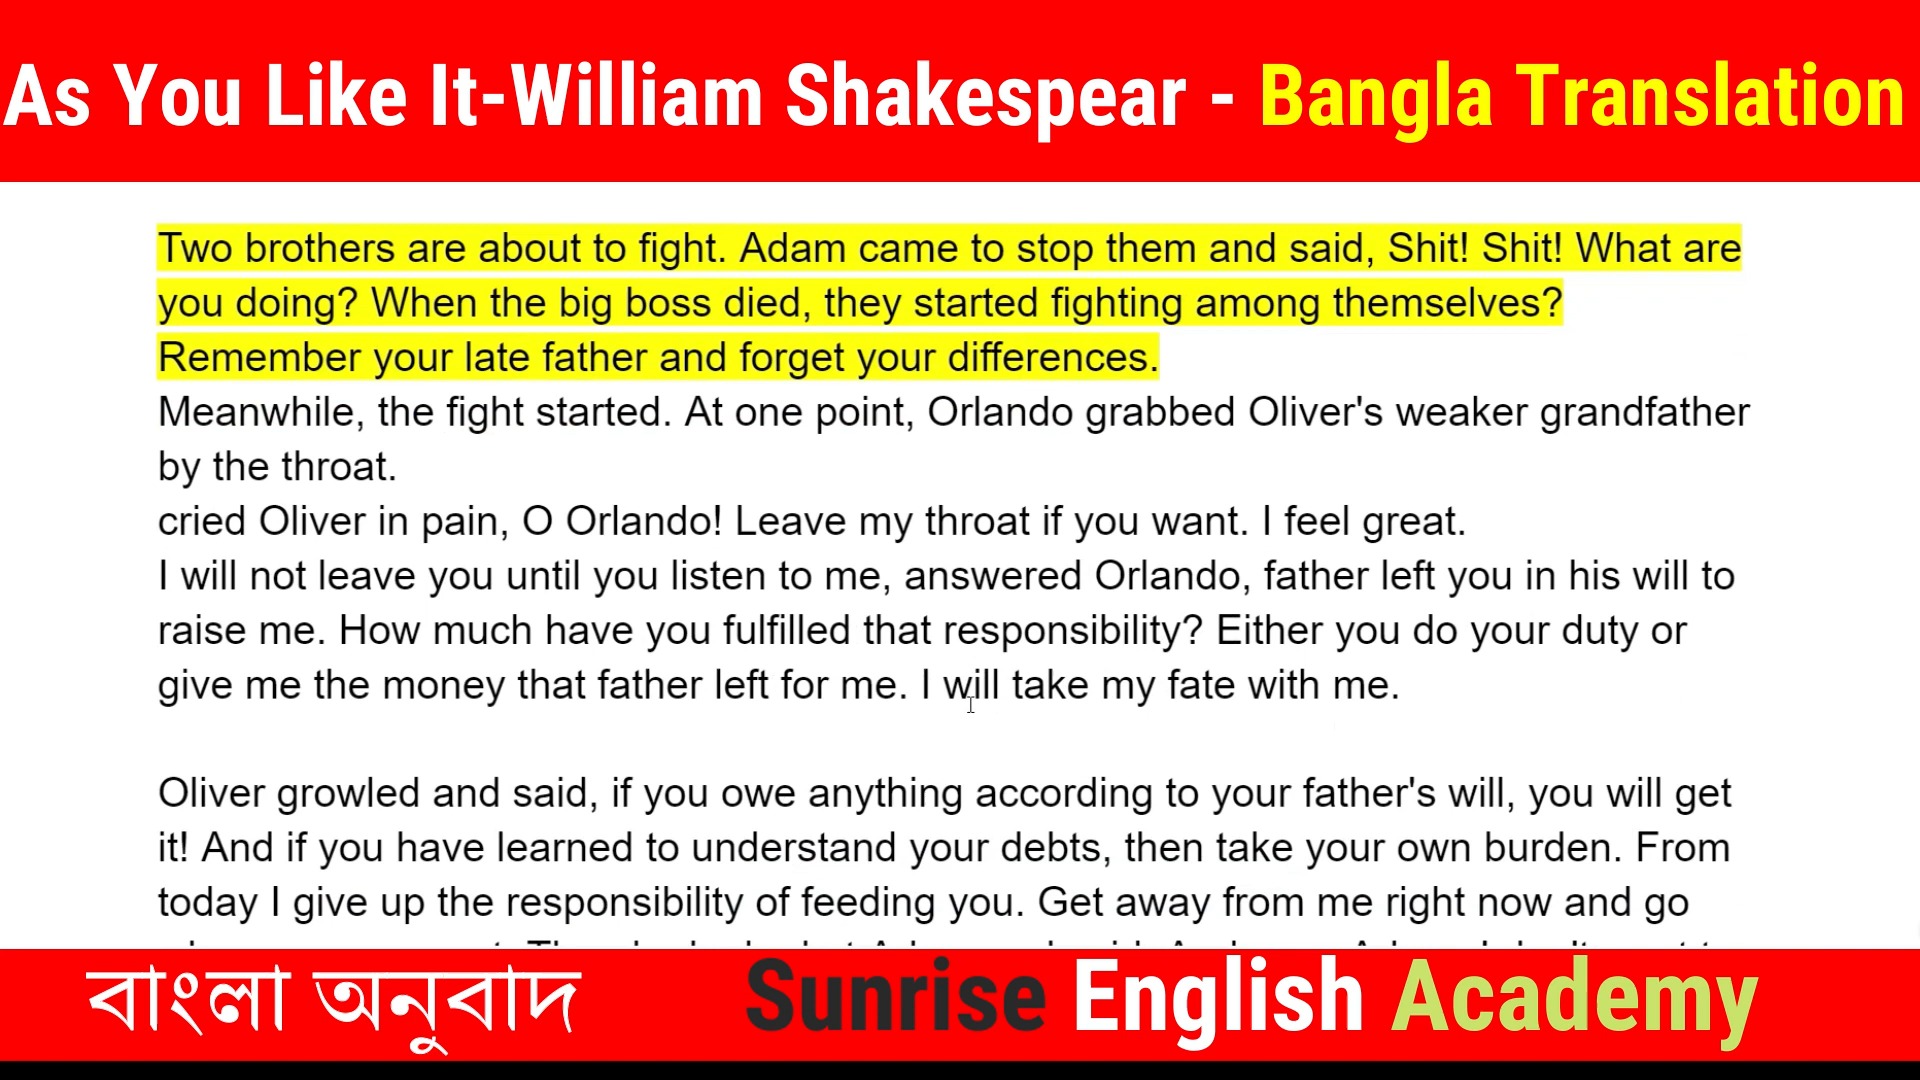 As You Like It-William Shakespear - Bangla Translation
Two brothers are about to fight. Adam came to stop them and said, Shit! Shit! What are
you doing? When the big boss died, they started fighting among themselves?
Remember your late father and forget your differences.
Meanwhile, the fight started. At one point, Orlando grabbed Oliver's weaker grandfather
by the throat.
cried Oliver in pain, O Orlando! Leave my throat if you want. I feel great.
I will not leave you until you listen to me, answered Orlando, father left you in his will to
raise me. How much have you fulfilled that responsibility? Either you do your duty or
give me the money that father left for me. I will take my fate with me.
Oliver growled and said, if you owe anything according to your father's will, you will get
it! And if you have learned to understand your debts, then take your own burden. From
today I give up the responsibility of feeding you. Get away from me right now and go
বাংলা অনুবাদ Sunrise English Academy